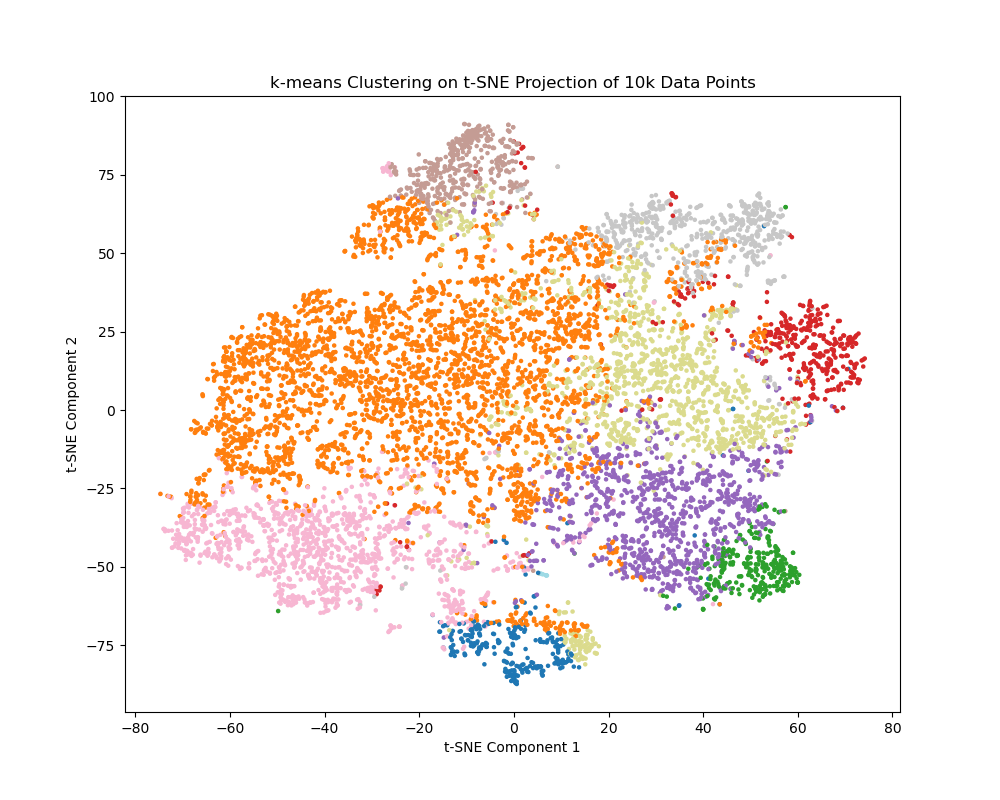 k-means Clustering on t-SNE Projection of 10k Data Points
100
75
50
25
0
−25
−50
−75
t-SNE Component 2
−80 −60 −40 −20 0 20 40 60 80
t-SNE Component 1